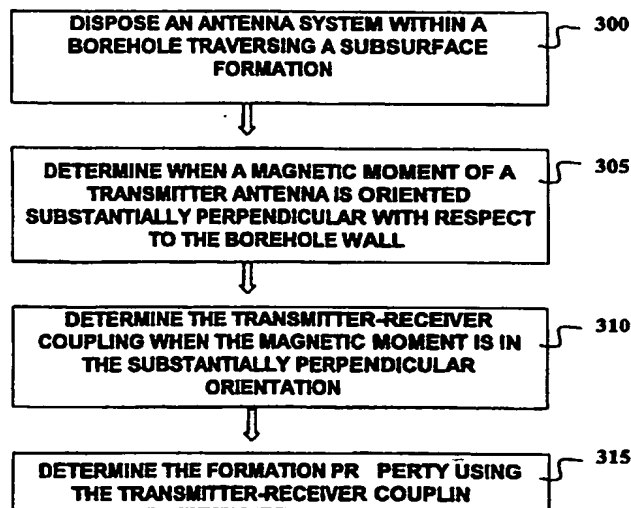 DISPOSE AN ANTENNA SYSTEM WITHIN A
BOREHOLE TRAVERSING A SUBSURFACE
FORMATION
300
DETERMINE WHEN A MAGNETIC MOMENT OF A
TRANSMITTER ANTENNA IS ORIENTED
SUBSTANTIALLY PERPENDICULAR WITH RESPECT
TO THE BOREHOLE WALL
305
DETERMINE THE TRANSMITTER-RECEIVER
COUPLING WHEN THE MAGNETIC MOMENT IS IN
THE SUBSTANTIALLY PERPENDICULAR
ORIENTATION
310
DETERMINE THE FORMATION PR PERTY USING
THE TRANSMITTER-RECEIVER COUPLIN
315